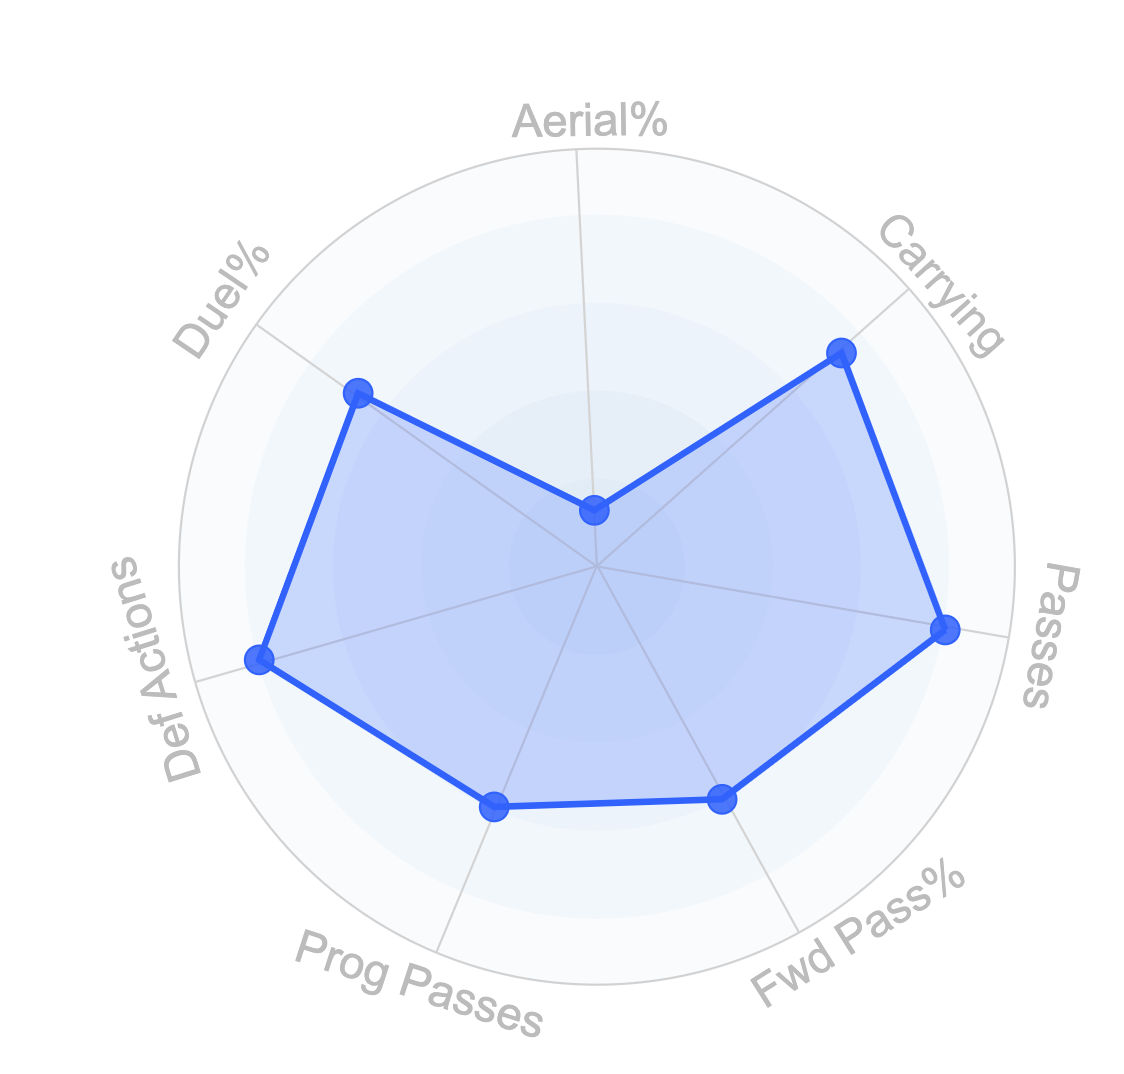 Aerial%
Carrying
Passes
Fwd Pass%
Prog Passes
Def Actions
Duel%